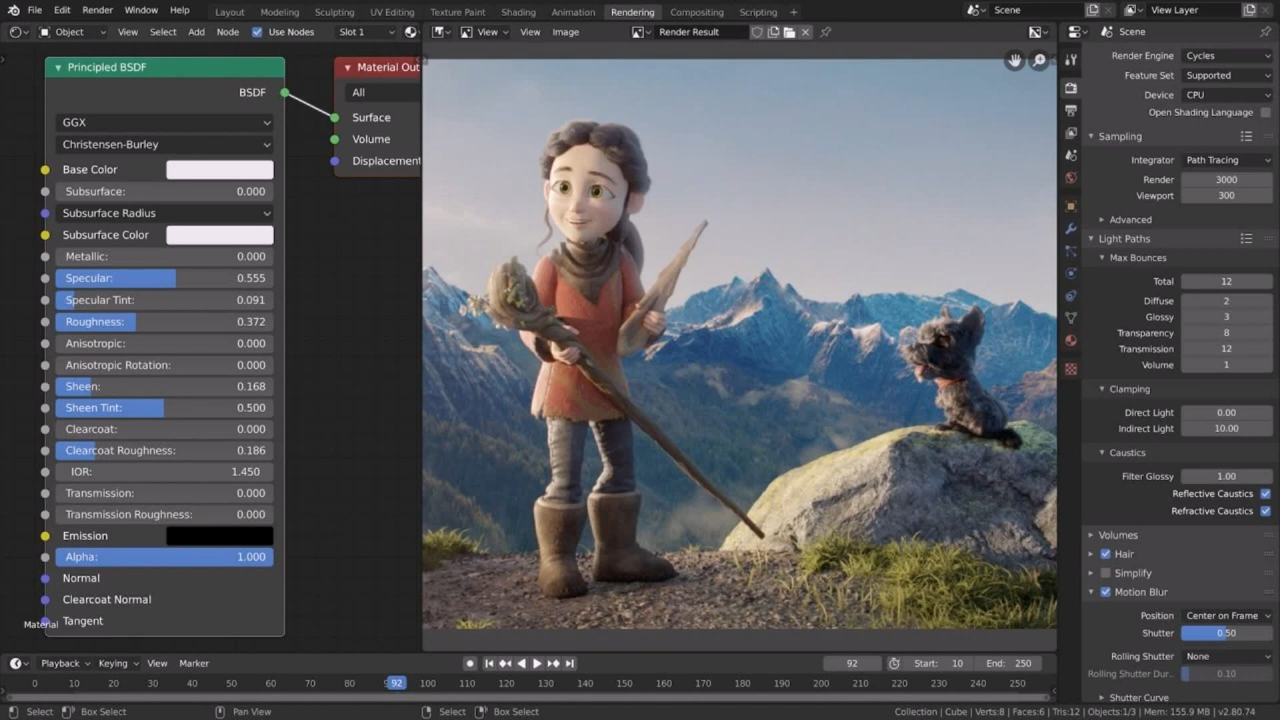 File Edit Render Window Help Layout Modeling Sculpting UV Editing Texture Paint Shading Animation Rendering Compositing Scripting + Scene View Layer
Object View Select Add Node Use Nodes Slot 1 View View Image Render Result Scene
Principled BSDF
BSDF
GGX
Christensen-Burley
Base Color
Subsurface: 0.000
Subsurface Radius
Subsurface Color
Metallic: 0.000
Specular: 0.555
Specular Tint: 0.091
Roughness: 0.372
Anisotropic: 0.000
Anisotropic Rotation: 0.000
Sheen: 0.168
Sheen Tint: 0.500
Clearcoat: 0.000
Clearcoat Roughness: 0.186
IOR: 1.450
Transmission: 0.000
Transmission Roughness: 0.000
Emission
Alpha: 1.000
Normal
Clearcoat Normal
Tangent
Material
Material Out
All
Surface
Volume
Displacement
Render Engine Cycles
Feature Set Supported
Device CPU
Open Shading Language
Sampling
Integrator Path Tracing
Render 3000
Viewport 300
Advanced
Light Paths
Max Bounces
Total 12
Diffuse 2
Glossy 3
Transparency 8
Transmission 12
Volume 1
Clamping
Direct Light 0.00
Indirect Light 10.00
Caustics
Filter Glossy 1.00
Reflective Caustics
Refractive Caustics
Volumes
Hair
Simplify
Motion Blur
Position Center on Frame
Shutter 0.50
Rolling Shutter None
Rolling Shutter Dur.. 0.10
Shutter Curve
Playback Keying View Marker 92 Start: 10 End: 250
0 10 20 30 40 50 60 70 80 92 100 110 120 130 140 150 160 170 180 190 200 210 220 230 240 250
Select Box Select Pan View Select Box Select Collection | Cube | Verts:8 | Faces:6 | Tris:12 | Objects:1/3 | Mem: 155.9 MB | v2.80.74